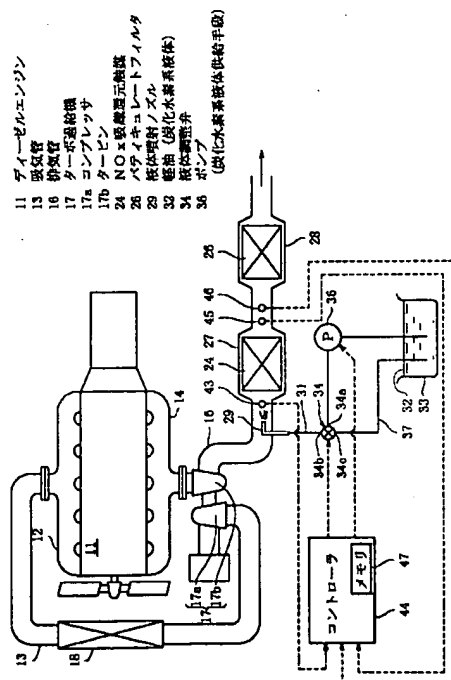 11 ディーゼルエンジン
13 吸気管
16 排気管
17 ターボ過給機
17a コンプレッサ
17b タービン
24 NOx吸蔵還元触媒
26 パティキュレートフィルタ
29 液体噴射ノズル
32 軽油(炭化水素系液体)
34 液体調整弁
36 ポンプ
(炭化水素系液体供給手段)
12
11
14
13
18
17a
17
17b
16
29
43
24
27
45
46
26
28
31
34b
34
34a
34c
P
36
37
32
33
コントローラ
メモリ
44
47